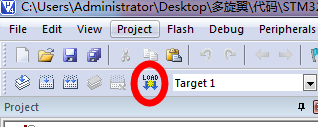 C:\Users\Administrator\Desktop\多旋翼\代码\STM32
File Edit View Project Flash Debug Peripherals
LOAD
Target 1
Project